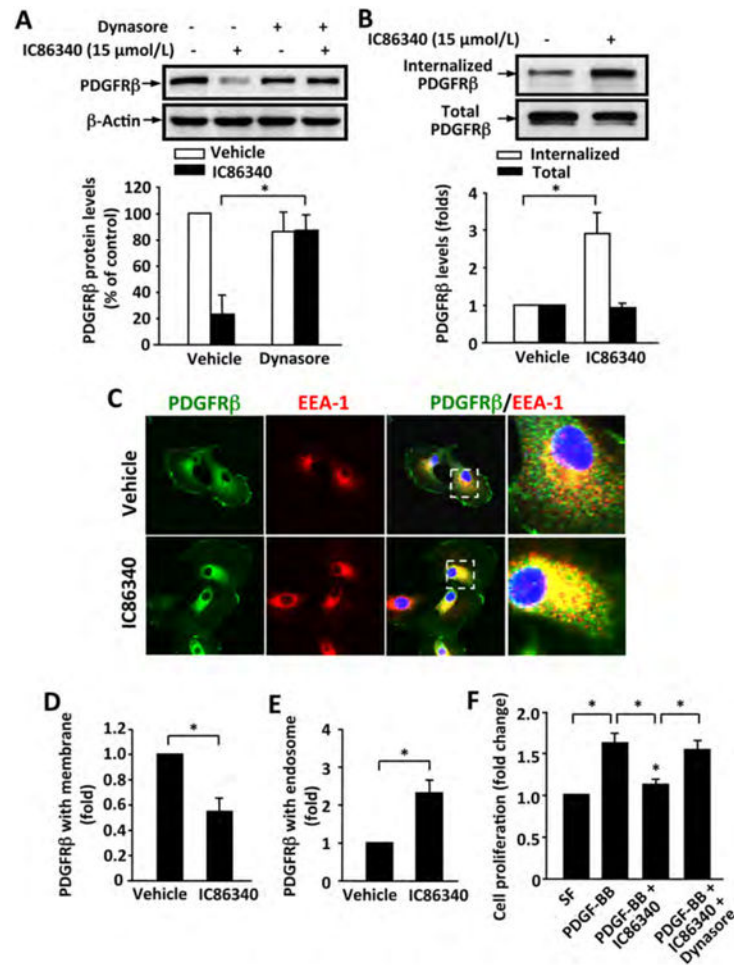 A
Dynasore - - + +
IC86340 (15 μmol/L) - + - +
PDGFRβ
β-Actin
Vehicle
IC86340
PDGFRβ protein levels
(% of control)
120
100
80
60
40
20
0
Vehicle Dynasore
*
B
IC86340 (15 μmol/L) - +
Internalized
PDGFRβ
Total
PDGFRβ
Internalized
Total
PDGFRβ levels (folds)
4
3
2
1
0
Vehicle IC86340
*
C
PDGFRβ EEA-1 PDGFRβ/EEA-1
Vehicle
IC86340
D
PDGFRβ with membrane
(fold)
1.2
1.0
0.8
0.6
0.4
0.2
0
Vehicle IC86340
*
E
PDGFRβ with endosome
(fold)
4
3
2
1
0
Vehicle IC86340
*
F
Cell proliferation (fold change)
2.0
1.5
1.0
0.5
0
* * *
*
SF
PDGF-BB
PDGF-BB +
IC86340
PDGF-BB +
IC86340 +
Dynasore